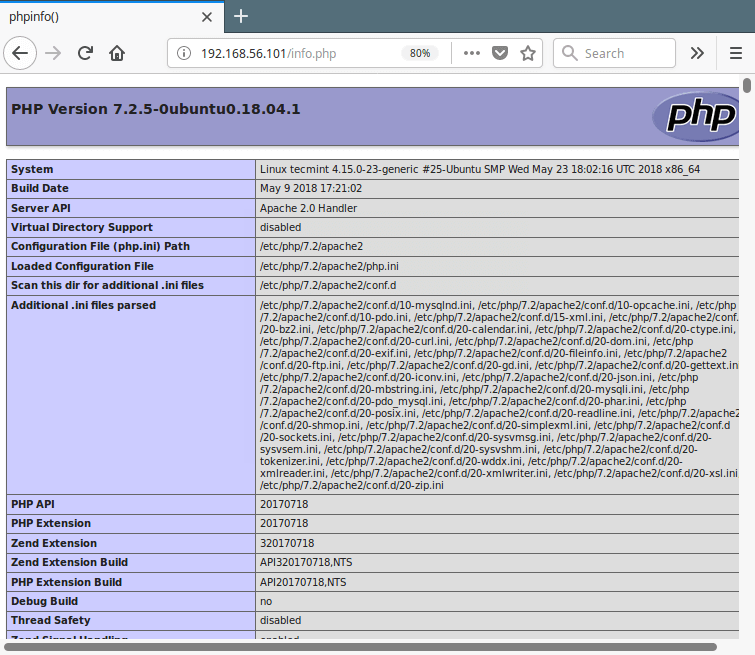 phpinfo()
192.168.56.101/info.php
80%
Search
PHP Version 7.2.5-0ubuntu0.18.04.1
php
System Linux tecmint 4.15.0-23-generic #25-Ubuntu SMP Wed May 23 18:02:16 UTC 2018 x86_64
Build Date May 9 2018 17:21:02
Server API Apache 2.0 Handler
Virtual Directory Support disabled
Configuration File (php.ini) Path /etc/php/7.2/apache2
Loaded Configuration File /etc/php/7.2/apache2/php.ini
Scan this dir for additional .ini files /etc/php/7.2/apache2/conf.d
Additional .ini files parsed /etc/php/7.2/apache2/conf.d/10-mysqlnd.ini, /etc/php/7.2/apache2/conf.d/10-opcache.ini, /etc/php
/7.2/apache2/conf.d/10-pdo.ini, /etc/php/7.2/apache2/conf.d/15-xml.ini, /etc/php/7.2/apache2/conf.
/20-bz2.ini, /etc/php/7.2/apache2/conf.d/20-calendar.ini, /etc/php/7.2/apache2/conf.d/20-ctype.ini,
/etc/php/7.2/apache2/conf.d/20-curl.ini, /etc/php/7.2/apache2/conf.d/20-dom.ini, /etc/php
/7.2/apache2/conf.d/20-exif.ini, /etc/php/7.2/apache2/conf.d/20-fileinfo.ini, /etc/php/7.2/apache2
/conf.d/20-ftp.ini, /etc/php/7.2/apache2/conf.d/20-gd.ini, /etc/php/7.2/apache2/conf.d/20-gettext.in
/etc/php/7.2/apache2/conf.d/20-iconv.ini, /etc/php/7.2/apache2/conf.d/20-json.ini, /etc/php
/7.2/apache2/conf.d/20-mbstring.ini, /etc/php/7.2/apache2/conf.d/20-mysqli.ini, /etc/php
/7.2/apache2/conf.d/20-pdo_mysql.ini, /etc/php/7.2/apache2/conf.d/20-phar.ini, /etc/php
/7.2/apache2/conf.d/20-posix.ini, /etc/php/7.2/apache2/conf.d/20-readline.ini, /etc/php/7.2/apache2
/conf.d/20-shmop.ini, /etc/php/7.2/apache2/conf.d/20-simplexml.ini, /etc/php/7.2/apache2/conf.d
/20-sockets.ini, /etc/php/7.2/apache2/conf.d/20-sysvmsg.ini, /etc/php/7.2/apache2/conf.d/20-
sysvsem.ini, /etc/php/7.2/apache2/conf.d/20-sysvshm.ini, /etc/php/7.2/apache2/conf.d/20-
tokenizer.ini, /etc/php/7.2/apache2/conf.d/20-wddx.ini, /etc/php/7.2/apache2/conf.d/20-
xmlreader.ini, /etc/php/7.2/apache2/conf.d/20-xmlwriter.ini, /etc/php/7.2/apache2/conf.d/20-xsl.ini
/etc/php/7.2/apache2/conf.d/20-zip.ini
PHP API 20170718
PHP Extension 20170718
Zend Extension 320170718
Zend Extension Build API320170718,NTS
PHP Extension Build API20170718,NTS
Debug Build no
Thread Safety disabled
Zend Signal Handling enabled